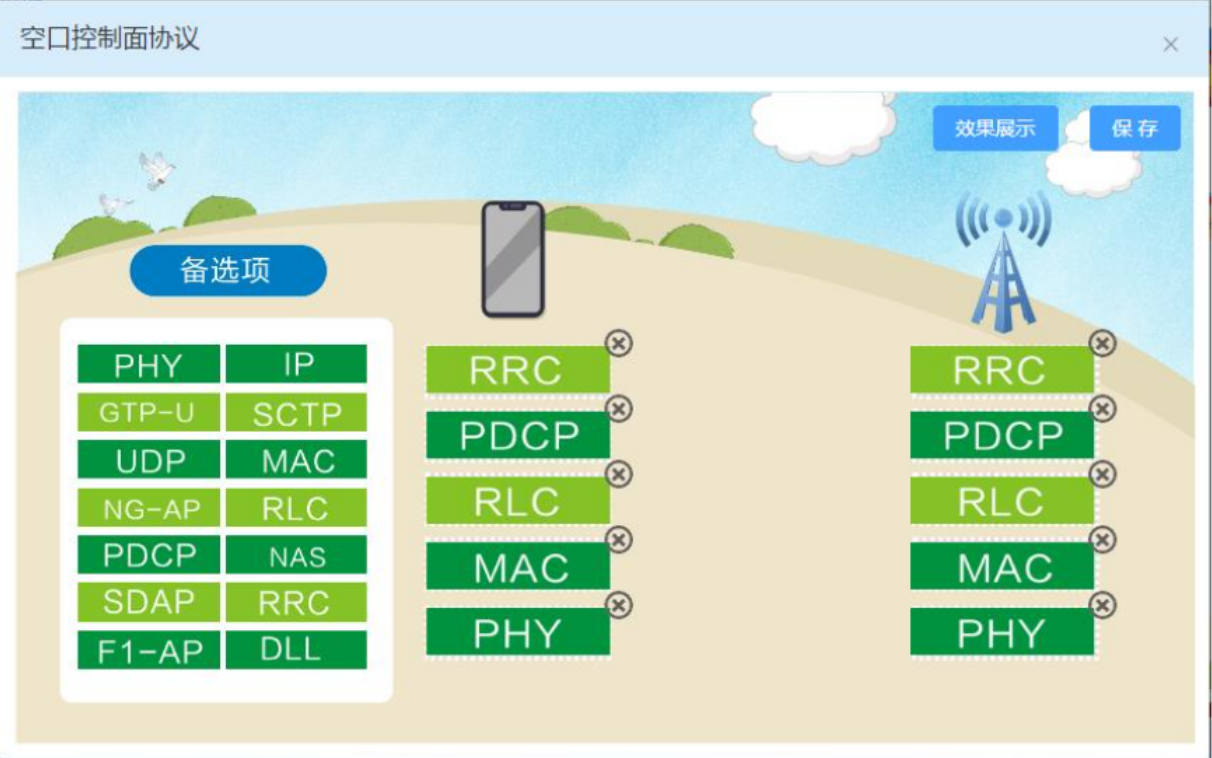 空口控制面协议
×
效果展示 保存
备选项
PHY IP
GTP-U SCTP
UDP MAC
NG-AP RLC
PDCP NAS
SDAP RRC
F1-AP DLL
RRC
PDCP
RLC
MAC
PHY
RRC
PDCP
RLC
MAC
PHY